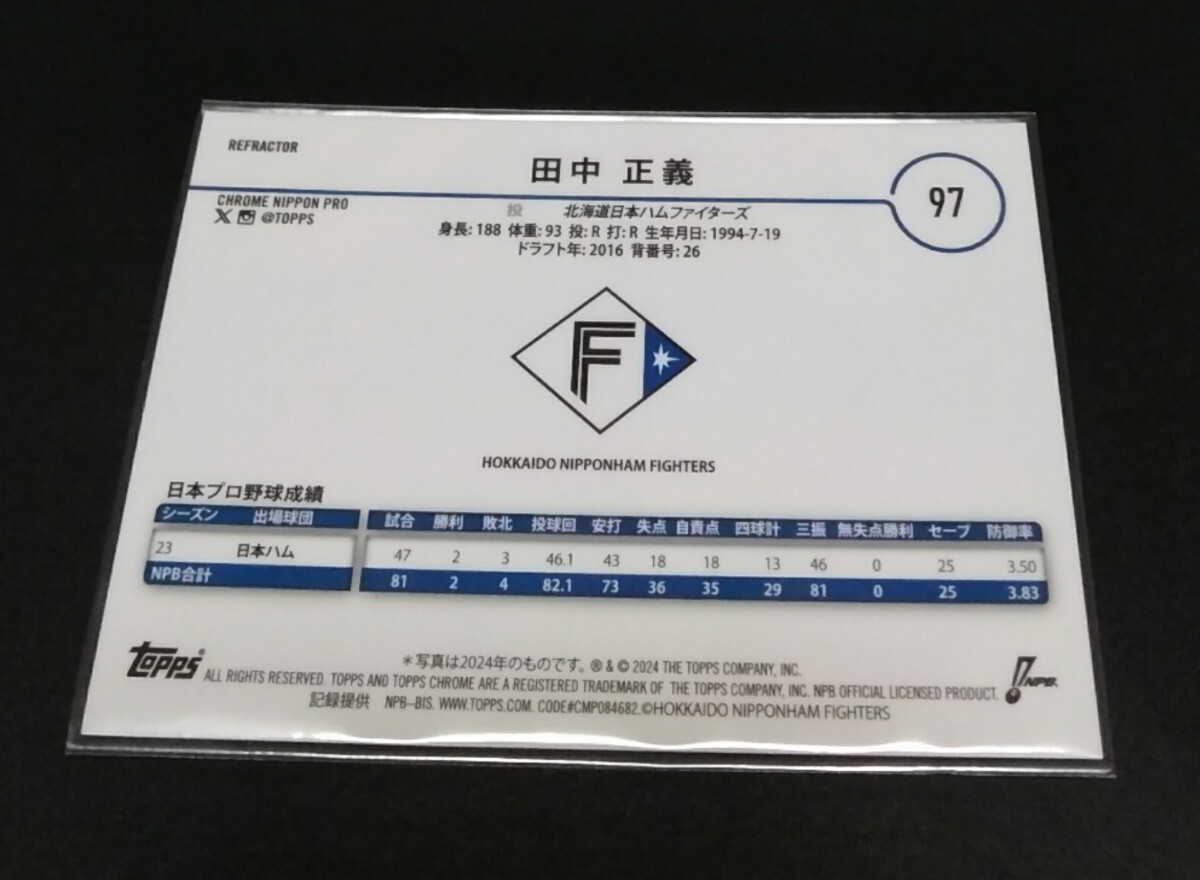 REFRACTOR
田中 正義
97
CHROME NIPPON PRO
@TOPPS
投 北海道日本ハムファイターズ
身長: 188 体重: 93 投: R 打: R 生年月日: 1994-7-19
ドラフト年: 2016 背番号: 26
F
HOKKAIDO NIPPONHAM FIGHTERS
日本プロ野球成績
シーズン 出場球団 試合 勝利 敗北 投球回 安打 失点 自責点 四球計 三振 無失点勝利 セーブ 防御率
23 日本ハム 47 2 3 46.1 43 18 18 13 46 0 25 3.50
NPB合計 81 2 4 82.1 73 36 35 29 81 0 25 3.83
Topps®
＊写真は2024年のものです。® & © 2024 THE TOPPS COMPANY, INC.
ALL RIGHTS RESERVED. TOPPS AND TOPPS CHROME ARE A REGISTERED TRADEMARK OF THE TOPPS COMPANY, INC. NPB OFFICIAL LICENSED PRODUCT.
記録提供 NPB-BIS. WWW.TOPPS.COM. CODE#CMP084682.©HOKKAIDO NIPPONHAM FIGHTERS
NPB